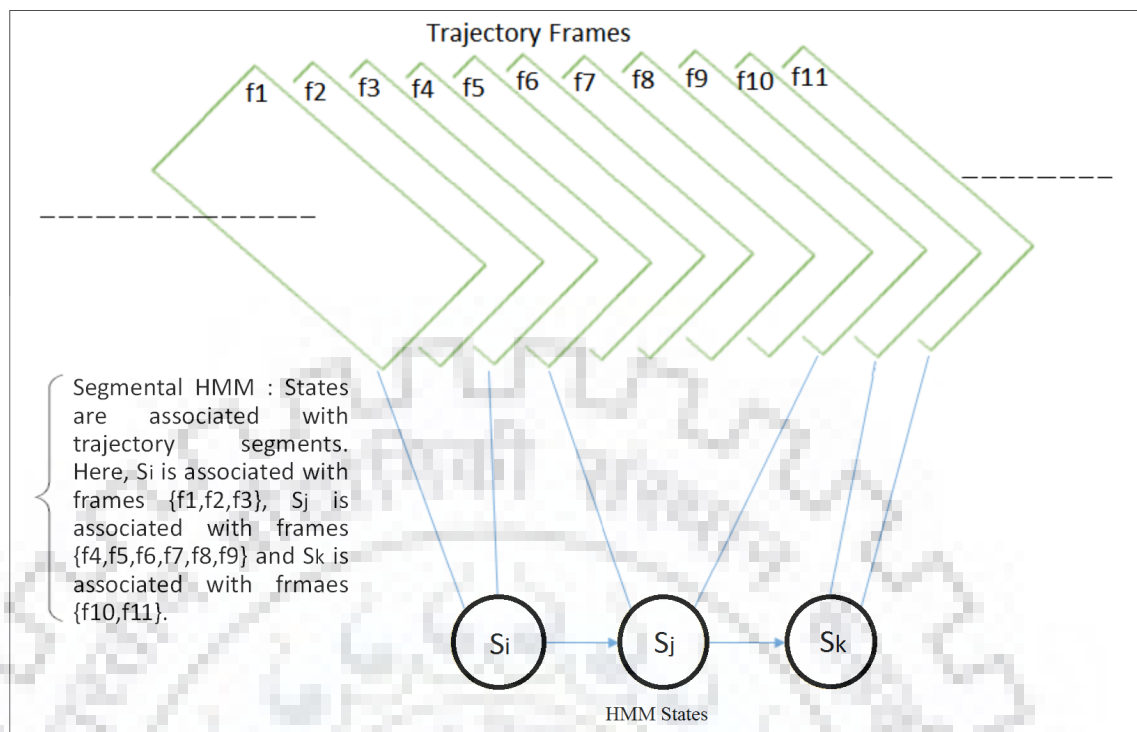 Trajectory Frames
f1 f2 f3 f4 f5 f6 f7 f8 f9 f10 f11
Segmental HMM : States
are associated with
trajectory segments.
Here, Si is associated with
frames {f1,f2,f3}, Sj is
associated with frames
{f4,f5,f6,f7,f8,f9} and Sk is
associated with frmaes
{f10,f11}.
Si Sj Sk
HMM States